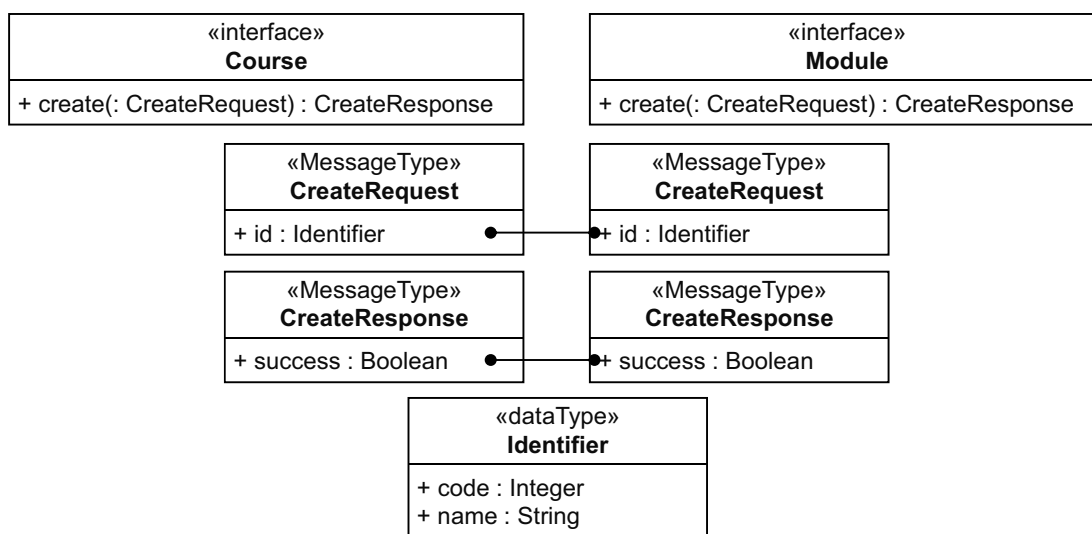 «interface»
Course
+ create(: CreateRequest) : CreateResponse
«interface»
Module
+ create(: CreateRequest) : CreateResponse
«MessageType»
CreateRequest
+ id : Identifier
«MessageType»
CreateRequest
+ id : Identifier
«MessageType»
CreateResponse
+ success : Boolean
«MessageType»
CreateResponse
+ success : Boolean
«dataType»
Identifier
+ code : Integer
+ name : String